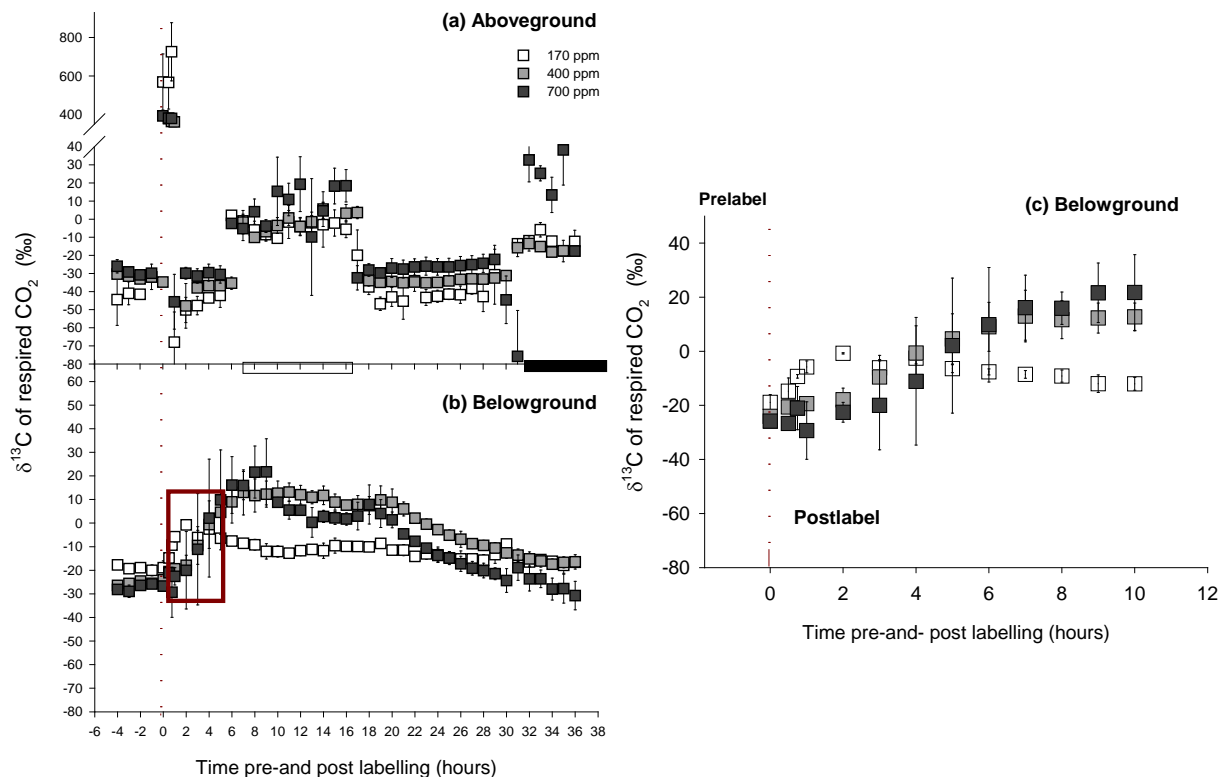 (a) Aboveground
170 ppm
400 ppm
700 ppm
800
600
400
40
30
20
10
0
-10
-20
-30
-40
-50
-60
-70
-80
δ¹³C of respired CO₂ (‰)
(b) Belowground
60
50
40
30
20
10
0
-10
-20
-30
-40
-50
-60
-70
-80
-6 -4 -2 0 2 4 6 8 10 12 14 16 18 20 22 24 26 28 30 32 34 36 38
Time pre-and post labelling (hours)
Prelabel
(c) Belowground
40
20
0
-20
-40
-60
-80
δ¹³C of respired CO₂ (‰)
Postlabel
0 2 4 6 8 10 12
Time pre-and- post labelling (hours)